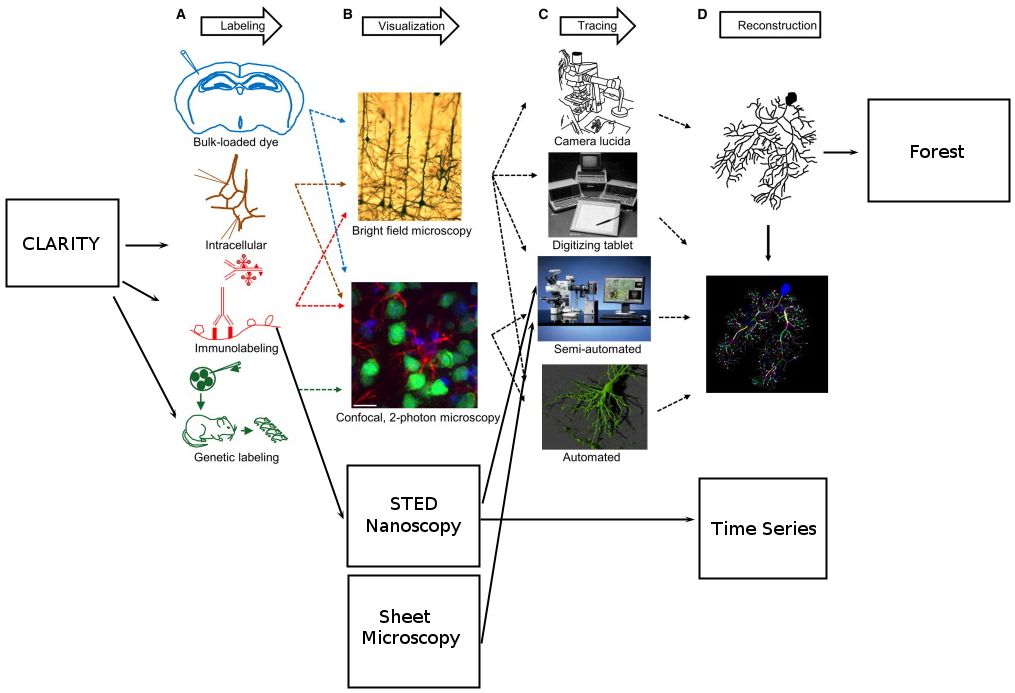 A
Labeling
B
Visualization
C
Tracing
D
Reconstruction
Bulk-loaded dye
Intracellular
Immunolabeling
Genetic labeling
CLARITY
Bright field microscopy
Confocal, 2-photon microscopy
STED
Nanoscopy
Sheet
Microscopy
Camera lucida
Digitizing tablet
Semi-automated
Automated
Forest
Time Series